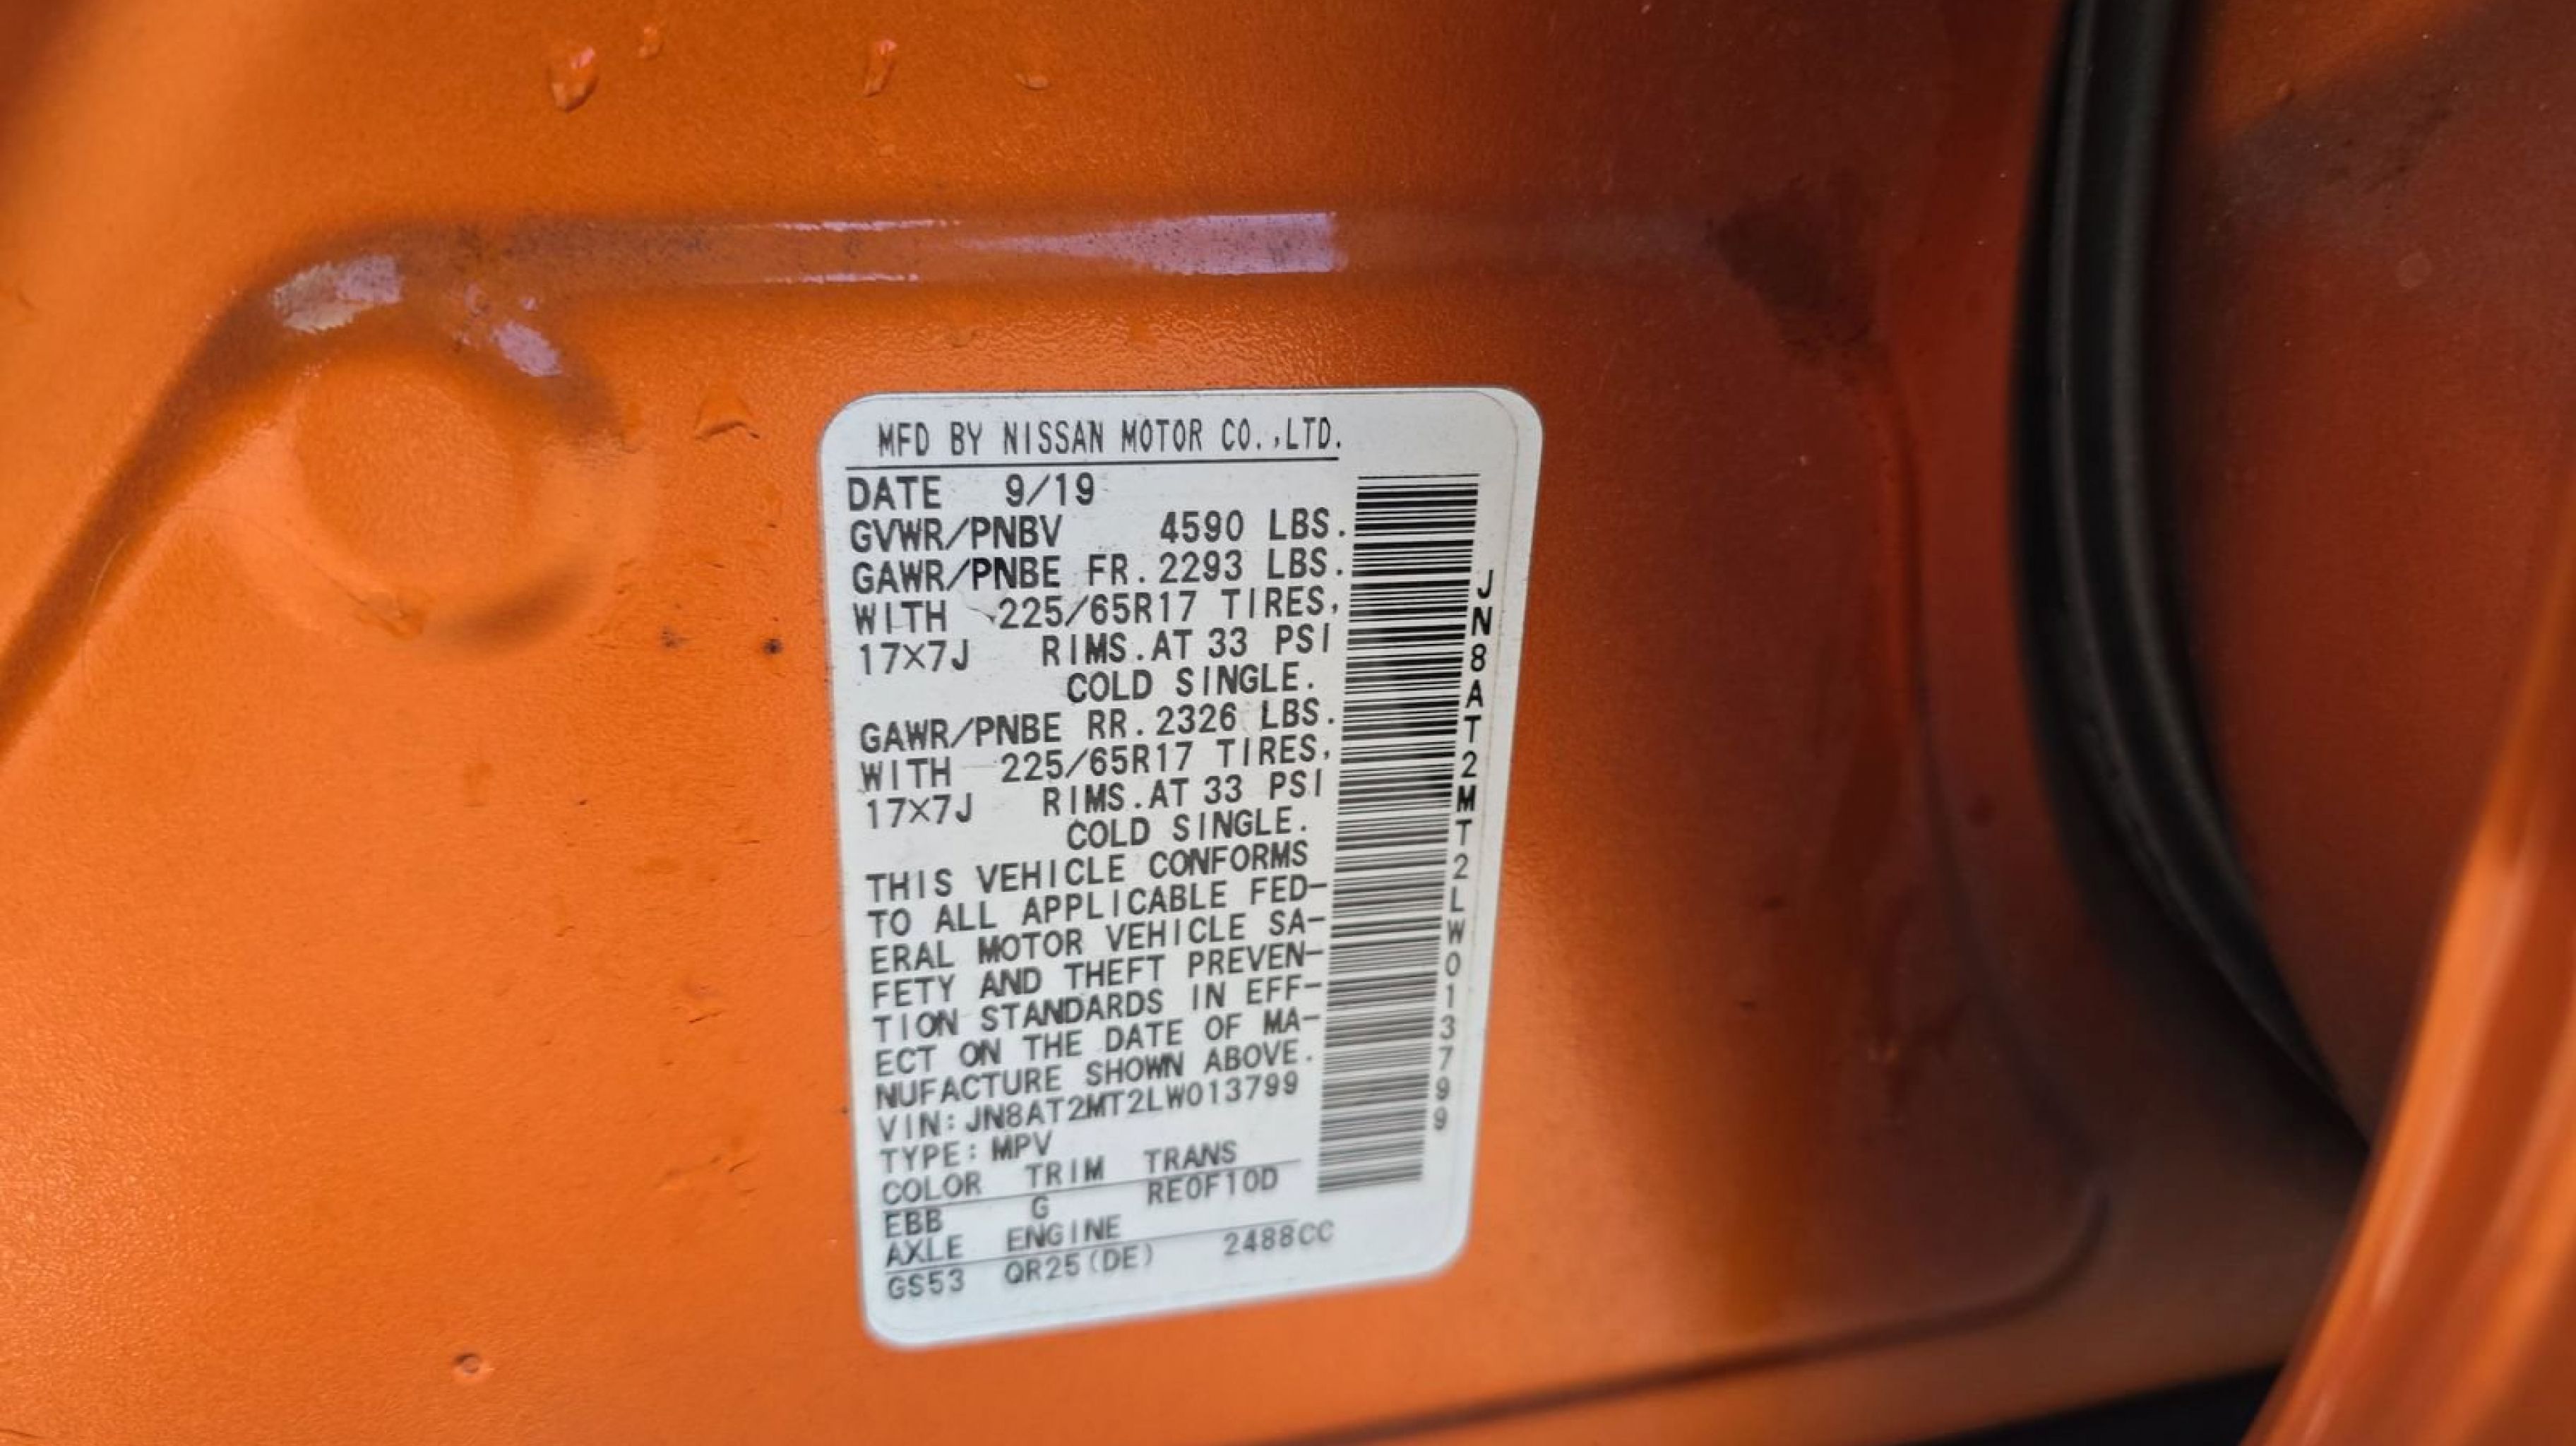 MFD BY NISSAN MOTOR CO.,LTD.
DATE 9/19
GVWR/PNBV 4590 LBS.
GAWR/PNBE FR. 2293 LBS.
WITH 225/65R17 TIRES,
17×7J RIMS.AT 33 PSI
COLD SINGLE.
GAWR/PNBE RR. 2326 LBS.
WITH 225/65R17 TIRES,
17×7J RIMS.AT 33 PSI
COLD SINGLE.
THIS VEHICLE CONFORMS
TO ALL APPLICABLE FED-
ERAL MOTOR VEHICLE SA-
FETY AND THEFT PREVEN-
TION STANDARDS IN EFF-
ECT ON THE DATE OF MA-
NUFACTURE SHOWN ABOVE.
VIN: JN8AT2MT2LW013799
TYPE: MPV
COLOR TRIM TRANS
EBB G RE0F10D
AXLE ENGINE
GS53 QR25(DE) 2488CC
JN8AT2MT2LW013799